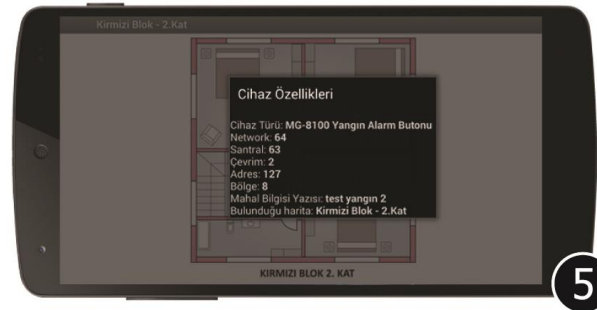 Kirmizi Blok - 2.Kat
Cihaz Özellikleri
Cihaz Türü: MG-8100 Yangın Alarm Butonu
Network: 64
Santral: 63
Çevrim: 2
Adres: 127
Bölge: 8
Mahal Bilgisi Yazısı: test yangın 2
Bulunduğu harita: Kirmizi Blok - 2.Kat
KIRMIZI BLOK 2. KAT
5